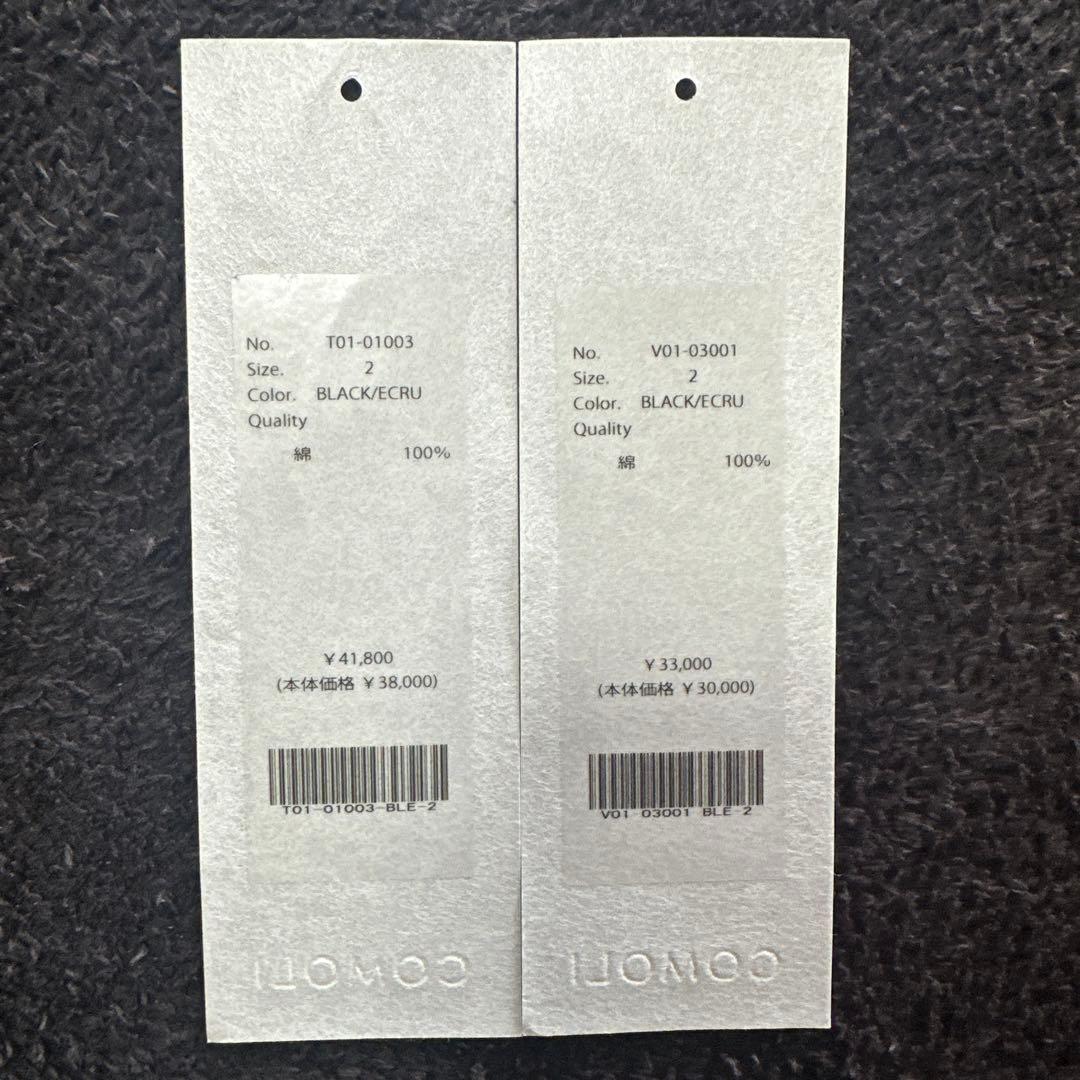 No. T01-01003
Size. 2
Color. BLACK/ECRU
Quality
綿 100%
¥41,800
(本体価格 ¥38,000)
T01-01003-BLE-2
COMOLI
No. V01-03001
Size. 2
Color. BLACK/ECRU
Quality
綿 100%
¥33,000
(本体価格 ¥30,000)
V01 03001 BLE 2
COMOLI